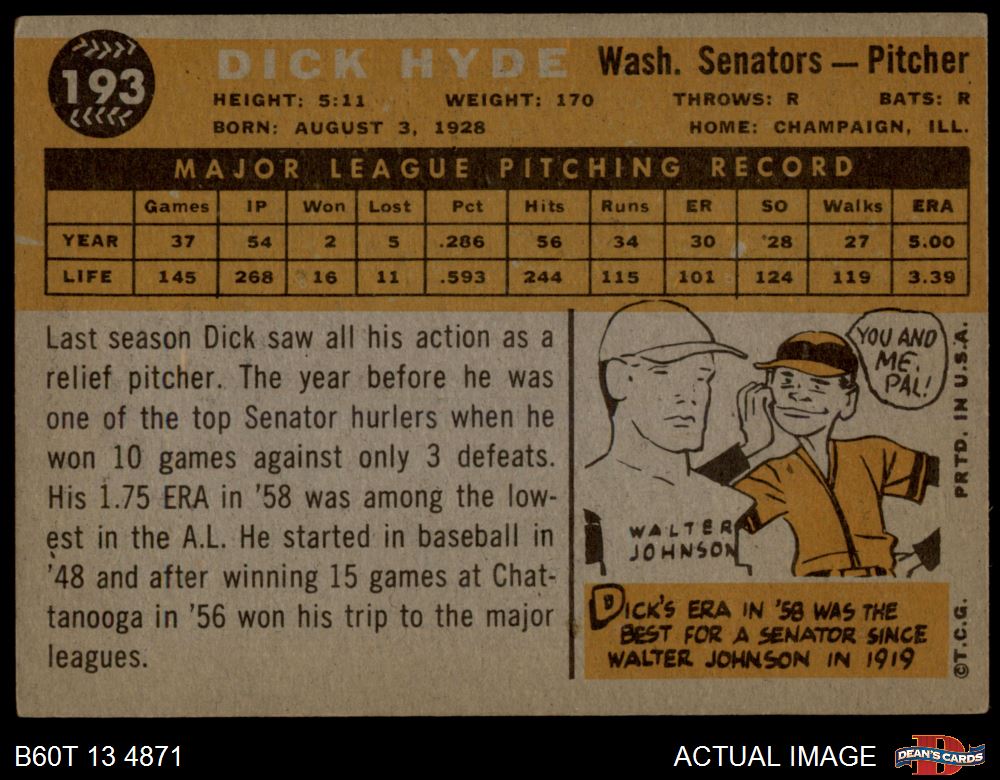 193
DICK HYDE
Wash. Senators — Pitcher
HEIGHT: 5:11 WEIGHT: 170 THROWS: R BATS: R
BORN: AUGUST 3, 1928 HOME: CHAMPAIGN, ILL.
MAJOR LEAGUE PITCHING RECORD
Games IP Won Lost Pct Hits Runs ER SO Walks ERA
YEAR 37 54 2 5 .286 56 34 30 28 27 5.00
LIFE 145 268 16 11 .593 244 115 101 124 119 3.39
Last season Dick saw all his action as a
relief pitcher. The year before he was
one of the top Senator hurlers when he
won 10 games against only 3 defeats.
His 1.75 ERA in '58 was among the low-
est in the A.L. He started in baseball in
'48 and after winning 15 games at Chat-
tanooga in '56 won his trip to the major
leagues.
YOU AND
ME,
PAL!
WALTER
JOHNSON
DICK'S ERA IN '58 WAS THE
BEST FOR A SENATOR SINCE
WALTER JOHNSON IN 1919
PRTD. IN U.S.A.
©T.C.G.
B60T 13 4871
ACTUAL IMAGE
D
DEAN'S CARDS